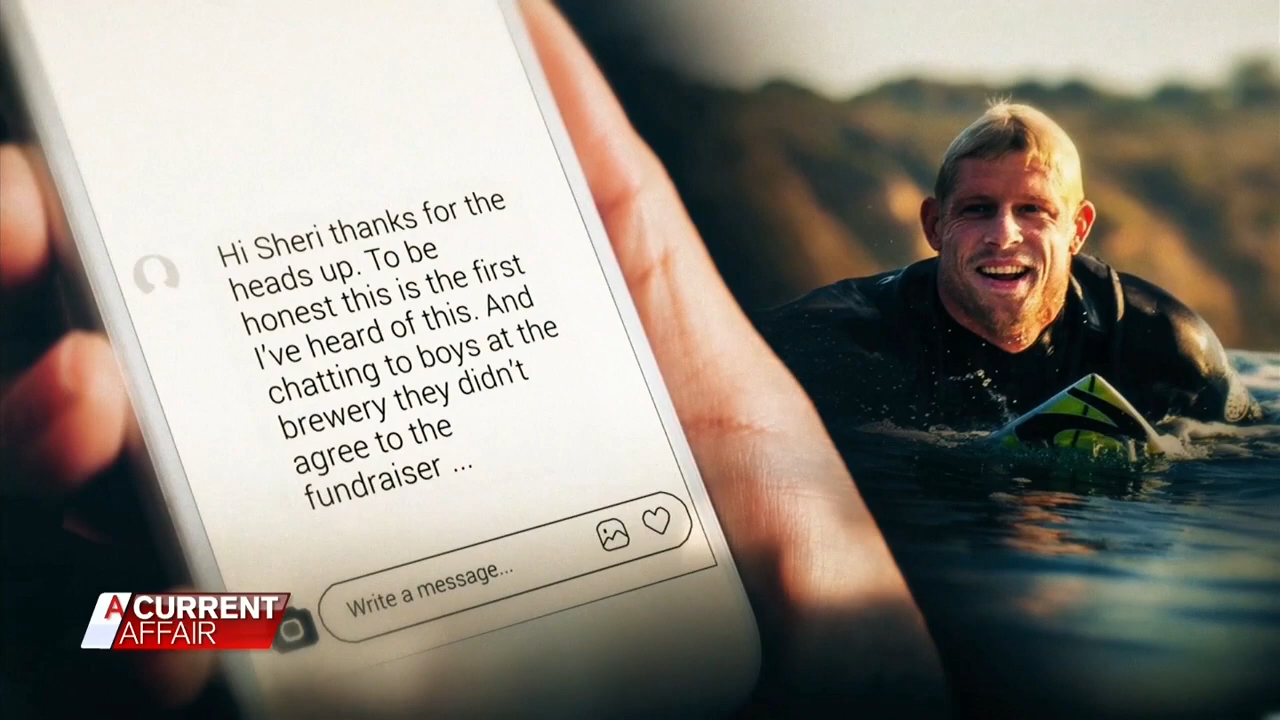 Hi Sheri thanks for the
heads up. To be
honest this is the first
I've heard of this. And
chatting to boys at the
brewery they didn't
agree to the
fundraiser ...
Write a message...
A CURRENT
AFFAIR